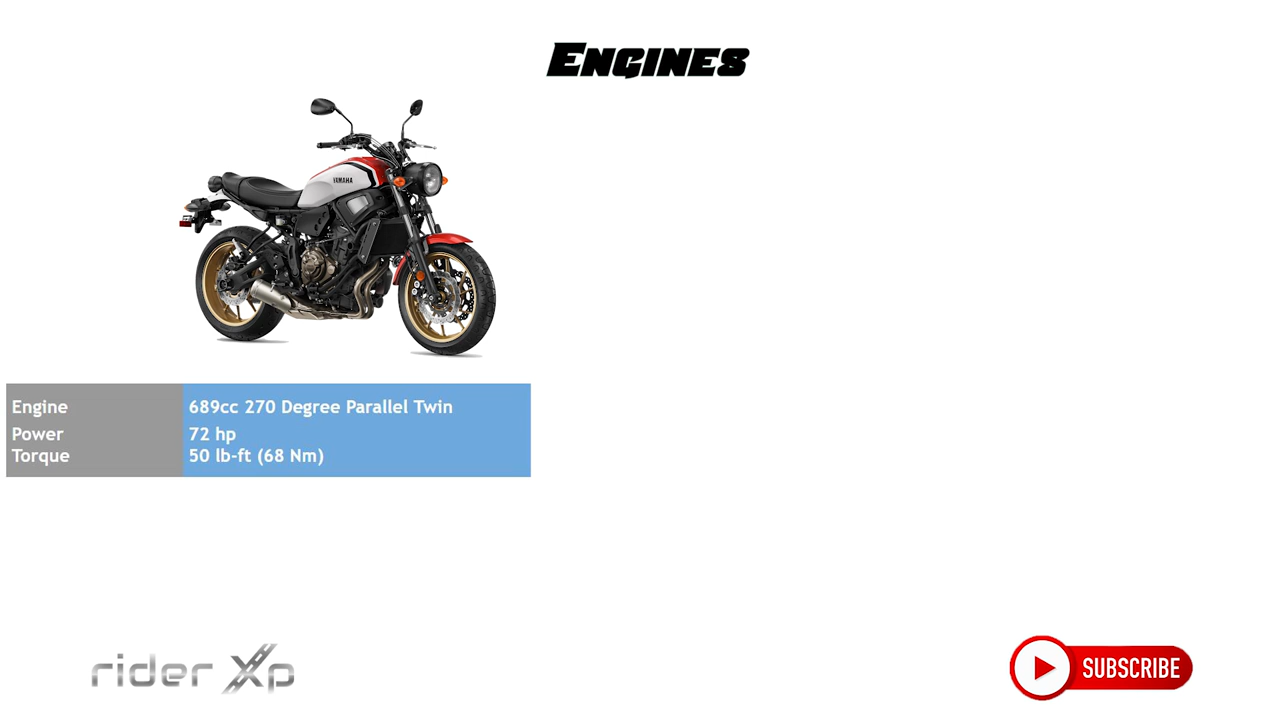 Engines
YAMAHA
Engine 689cc 270 Degree Parallel Twin
Power 72 hp
Torque 50 lb-ft (68 Nm)
rider Xp
SUBSCRIBE